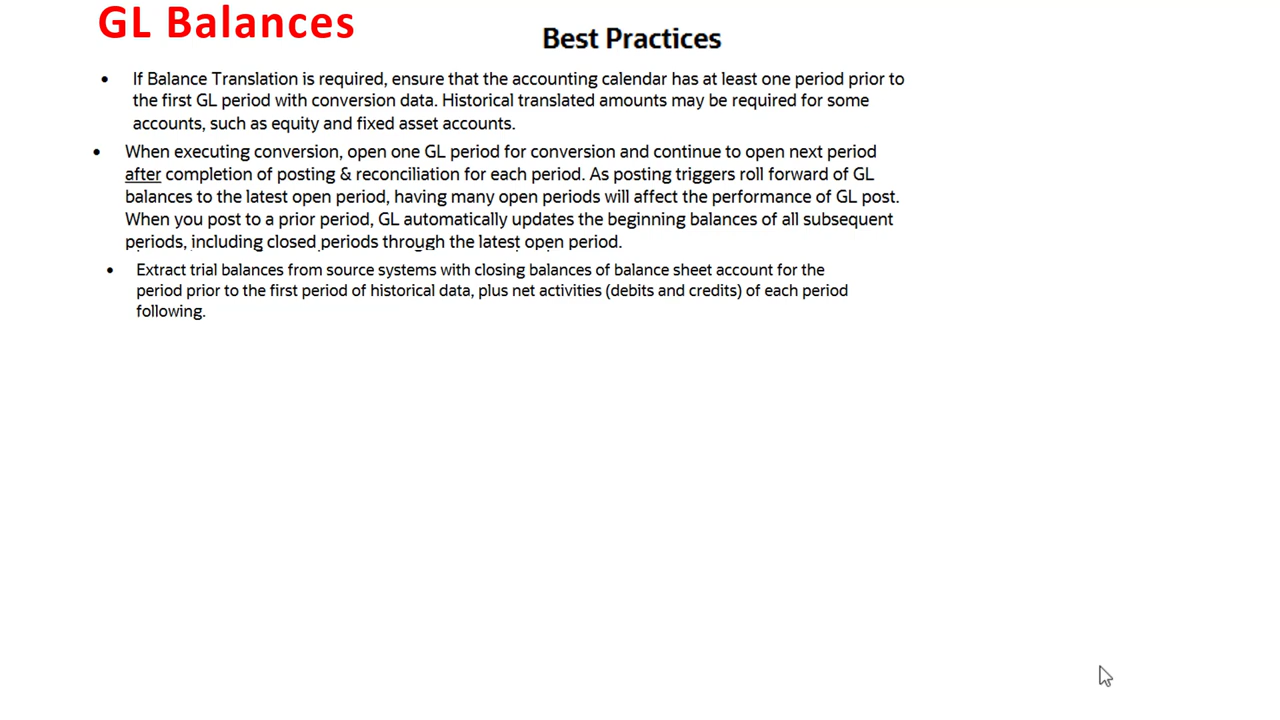 GL Balances
Best Practices
• If Balance Translation is required, ensure that the accounting calendar has at least one period prior to
the first GL period with conversion data. Historical translated amounts may be required for some
accounts, such as equity and fixed asset accounts.
• When executing conversion, open one GL period for conversion and continue to open next period
after completion of posting & reconciliation for each period. As posting triggers roll forward of GL
balances to the latest open period, having many open periods will affect the performance of GL post.
When you post to a prior period, GL automatically updates the beginning balances of all subsequent
periods, including closed periods through the latest open period.
• Extract trial balances from source systems with closing balances of balance sheet account for the
period prior to the first period of historical data, plus net activities (debits and credits) of each period
following.